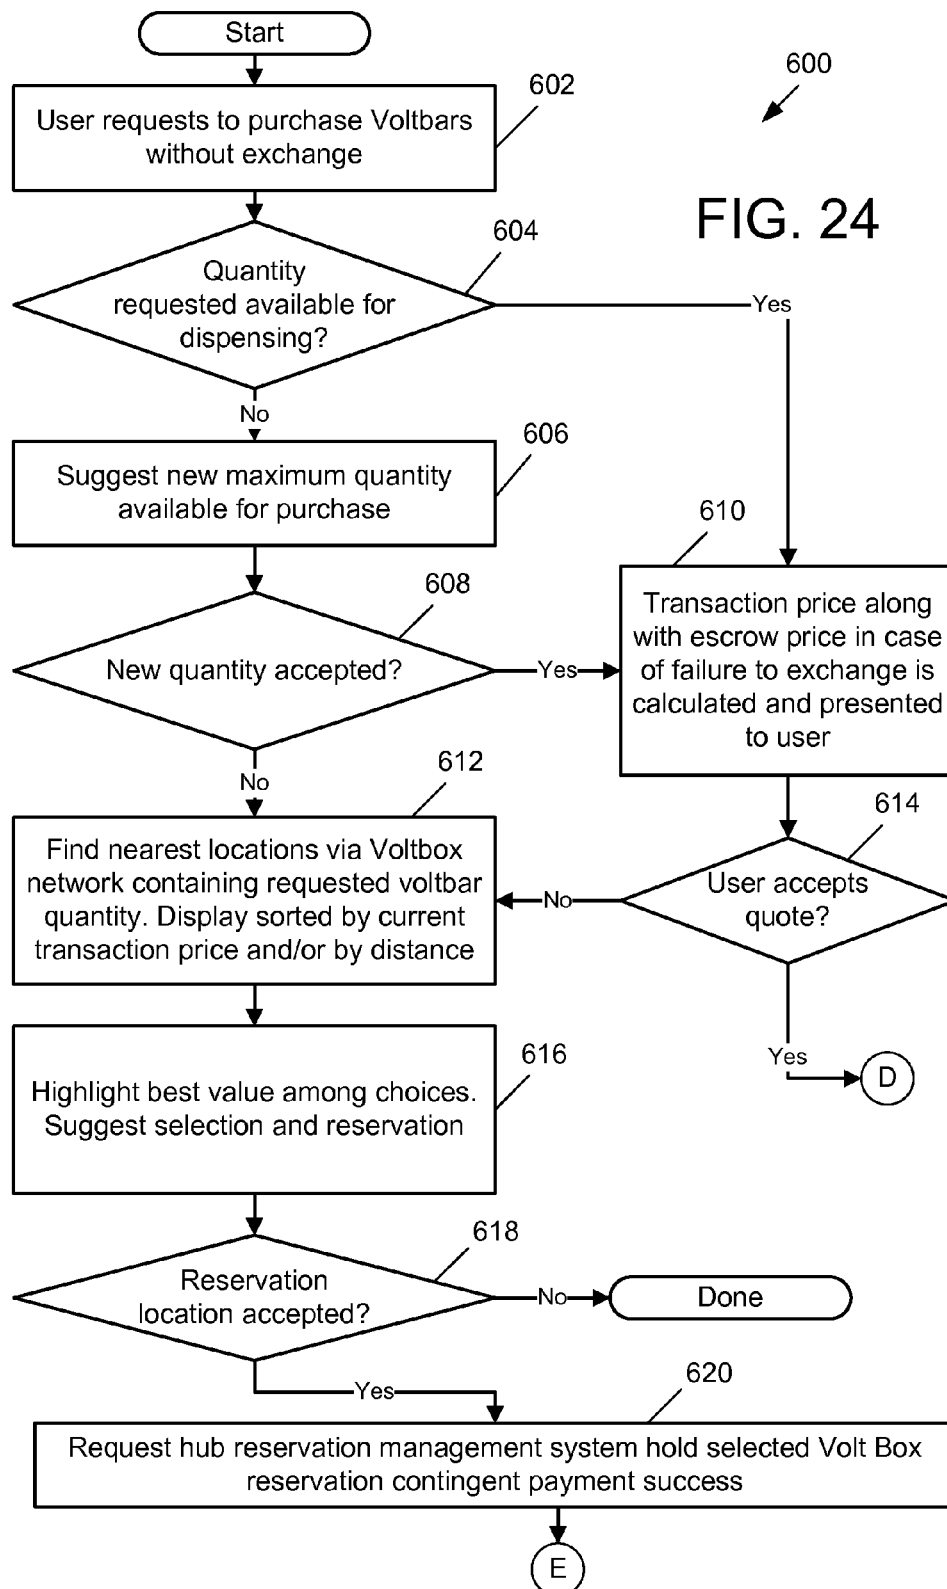 Start
600
602
User requests to purchase Voltbars
without exchange
FIG. 24
604
Quantity
requested available for
dispensing?
Yes
No
606
Suggest new maximum quantity
available for purchase
610
608
Transaction price along
with escrow price in case
of failure to exchange is
calculated and presented
to user
New quantity accepted?
Yes
No
612
614
Find nearest locations via Voltbox
network containing requested voltbar
quantity. Display sorted by current
transaction price and/or by distance
No
User accepts
quote?
616
Yes
D
Highlight best value among choices.
Suggest selection and reservation
618
Reservation
location accepted?
No
Done
Yes
620
Request hub reservation management system hold selected Volt Box
reservation contingent payment success
E